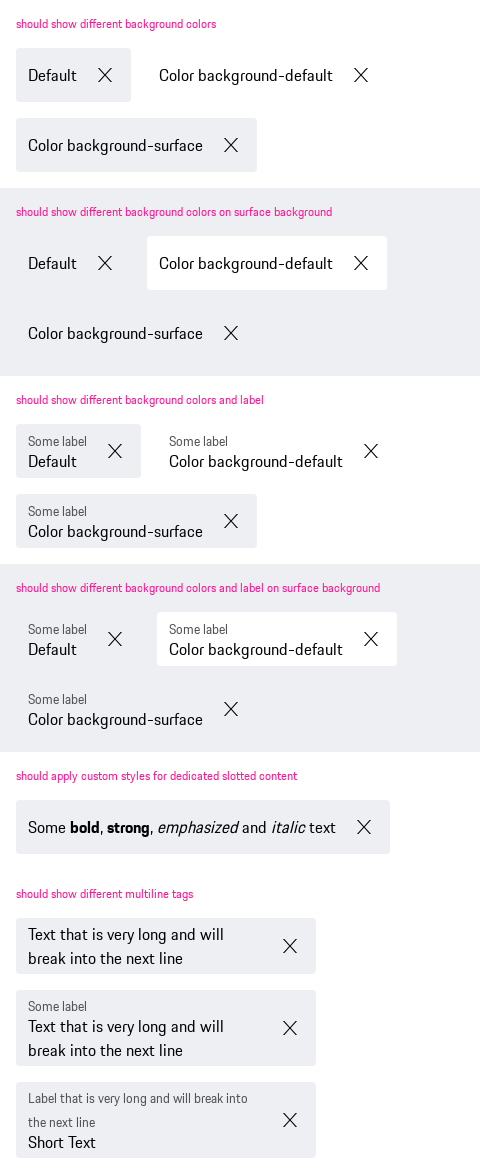 should show different background colors
Default
Color background-default
Color background-surface
should show different background colors on surface background
Default
Color background-default
Color background-surface
should show different background colors and label
Some label
Default
Some label
Color background-default
Some label
Color background-surface
should show different background colors and label on surface background
Some label
Default
Some label
Color background-default
Some label
Color background-surface
should apply custom styles for dedicated slotted content
Some bold, strong, emphasized and italic text
should show different multiline tags
Text that is very long and will
break into the next line
Some label
Text that is very long and will
break into the next line
Label that is very long and will break into
the next line
Short Text